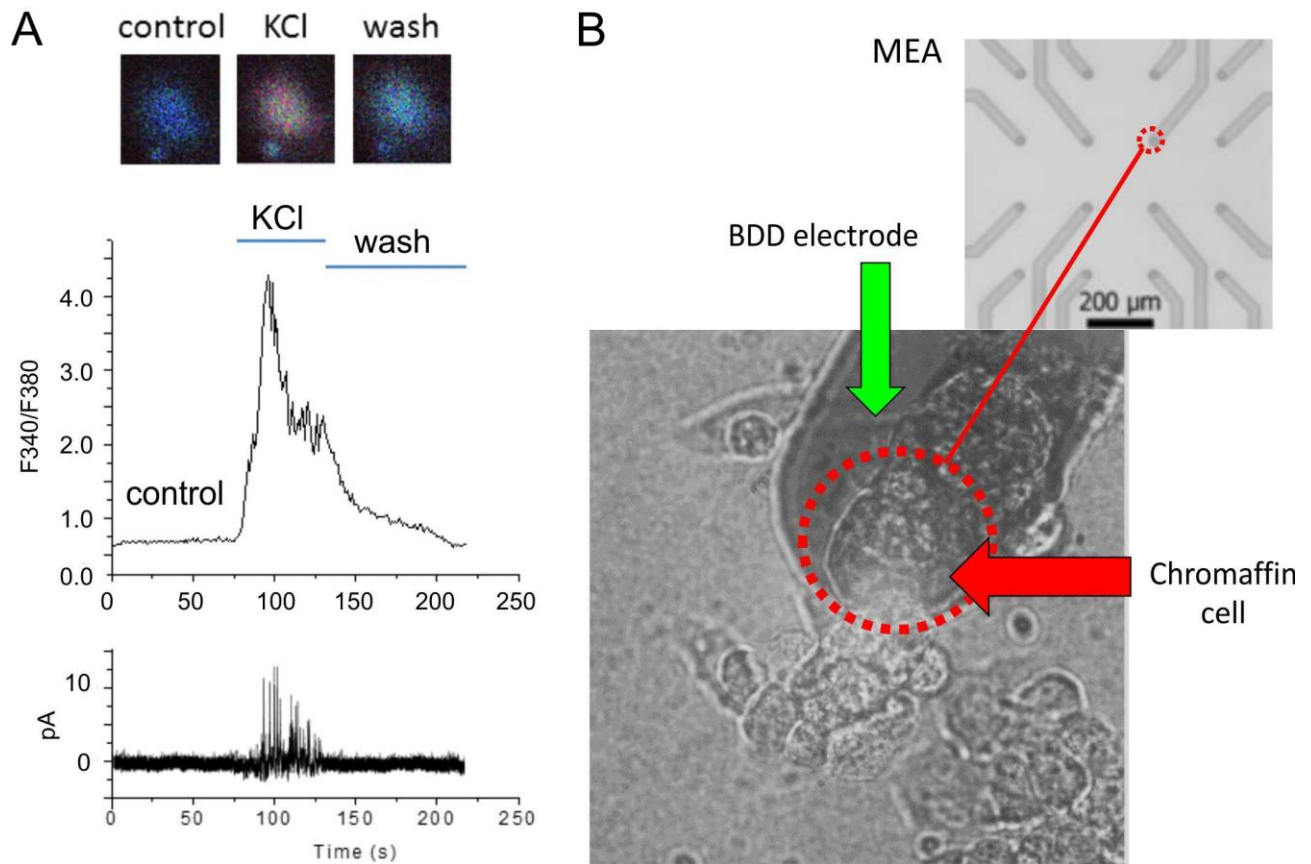 A
control KCl wash
KCl
wash
4.0
3.0
2.0
1.0
0.0
F340/F380
control
0 50 100 150 200 250
10
0
pA
0 50 100 150 200 250
Time (s)
B
MEA
200 µm
BDD electrode
Chromaffin
cell